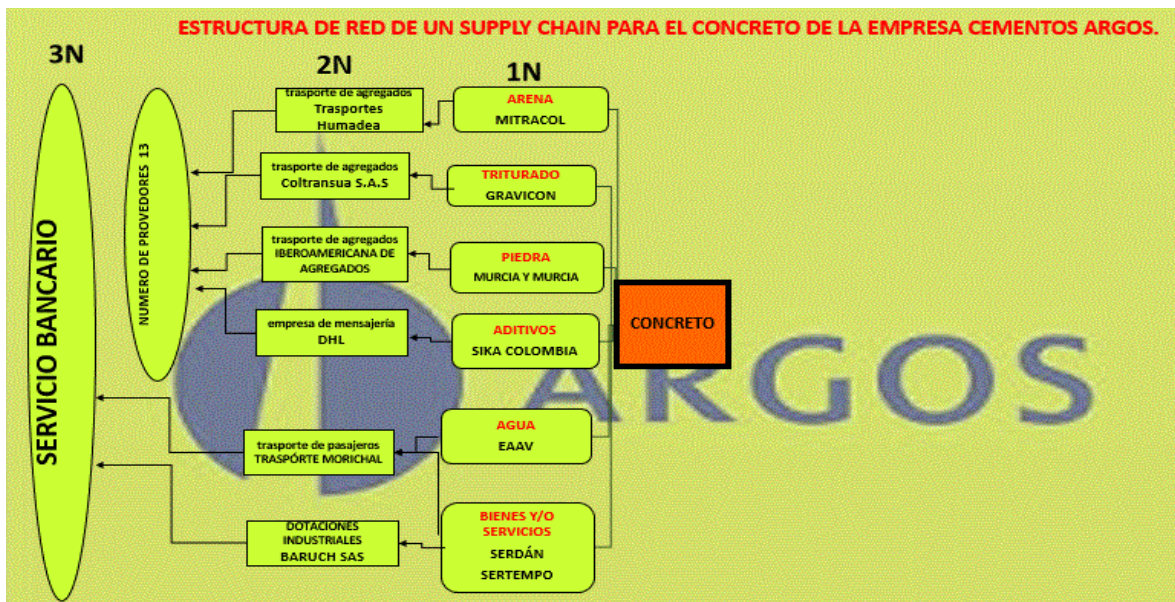 ESTRUCTURA DE RED DE UN SUPPLY CHAIN PARA EL CONCRETO DE LA EMPRESA CEMENTOS ARGOS.
3N
2N
1N
SERVICIO BANCARIO
NUMERO DE PROVEDORES 13
trasporte de agregados
Trasportes
Humadea
ARENA
MITRACOL
trasporte de agregados
Coltransua S.A.S
TRITURADO
GRAVICON
trasporte de agregados
IBEROAMERICANA DE
AGREGADOS
PIEDRA
MURCIA Y MURCIA
empresa de mensajería
DHL
ADITIVOS
SIKA COLOMBIA
CONCRETO
ARGOS
trasporte de pasajeros
TRASPÓRTE MORICHAL
AGUA
EAAV
DOTACIONES
INDUSTRIALES
BARUCH SAS
BIENES Y/O
SERVICIOS
SERDÁN
SERTEMPO